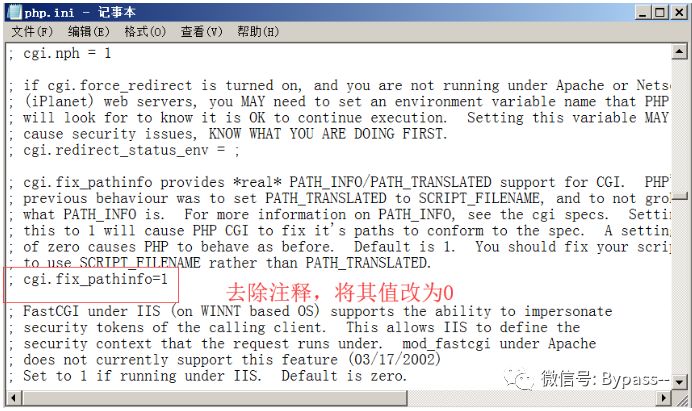 php.ini - 记事本
文件(F) 编辑(E) 格式(O) 查看(V) 帮助(H)
; cgi.nph = 1
; if cgi.force_redirect is turned on, and you are not running under Apache or Netsc
; (iPlanet) web servers, you MAY need to set an environment variable name that PHP
; will look for to know it is OK to continue execution.  Setting this variable MAY
; cause security issues, KNOW WHAT YOU ARE DOING FIRST.
; cgi.redirect_status_env = ;
; cgi.fix_pathinfo provides *real* PATH_INFO/PATH_TRANSLATED support for CGI.  PHP'
; previous behaviour was to set PATH_TRANSLATED to SCRIPT_FILENAME, and to not grok
; what PATH_INFO is.  For more information on PATH_INFO, see the cgi specs.  Settin
; this to 1 will cause PHP CGI to fix it's paths to conform to the spec.  A setting
; of zero causes PHP to behave as before.  Default is 1.  You should fix your scrip
; to use SCRIPT_FILENAME rather than PATH_TRANSLATED.
; cgi.fix_pathinfo=1
去除注释，将其值改为0
; FastCGI under IIS (on WINNT based OS) supports the ability to impersonate
; security tokens of the calling client.  This allows IIS to define the
; security context that the request runs under.  mod_fastcgi under Apache
; does not currently support this feature (03/17/2002)
; Set to 1 if running under IIS.  Default is zero.
微信号: Bypass--